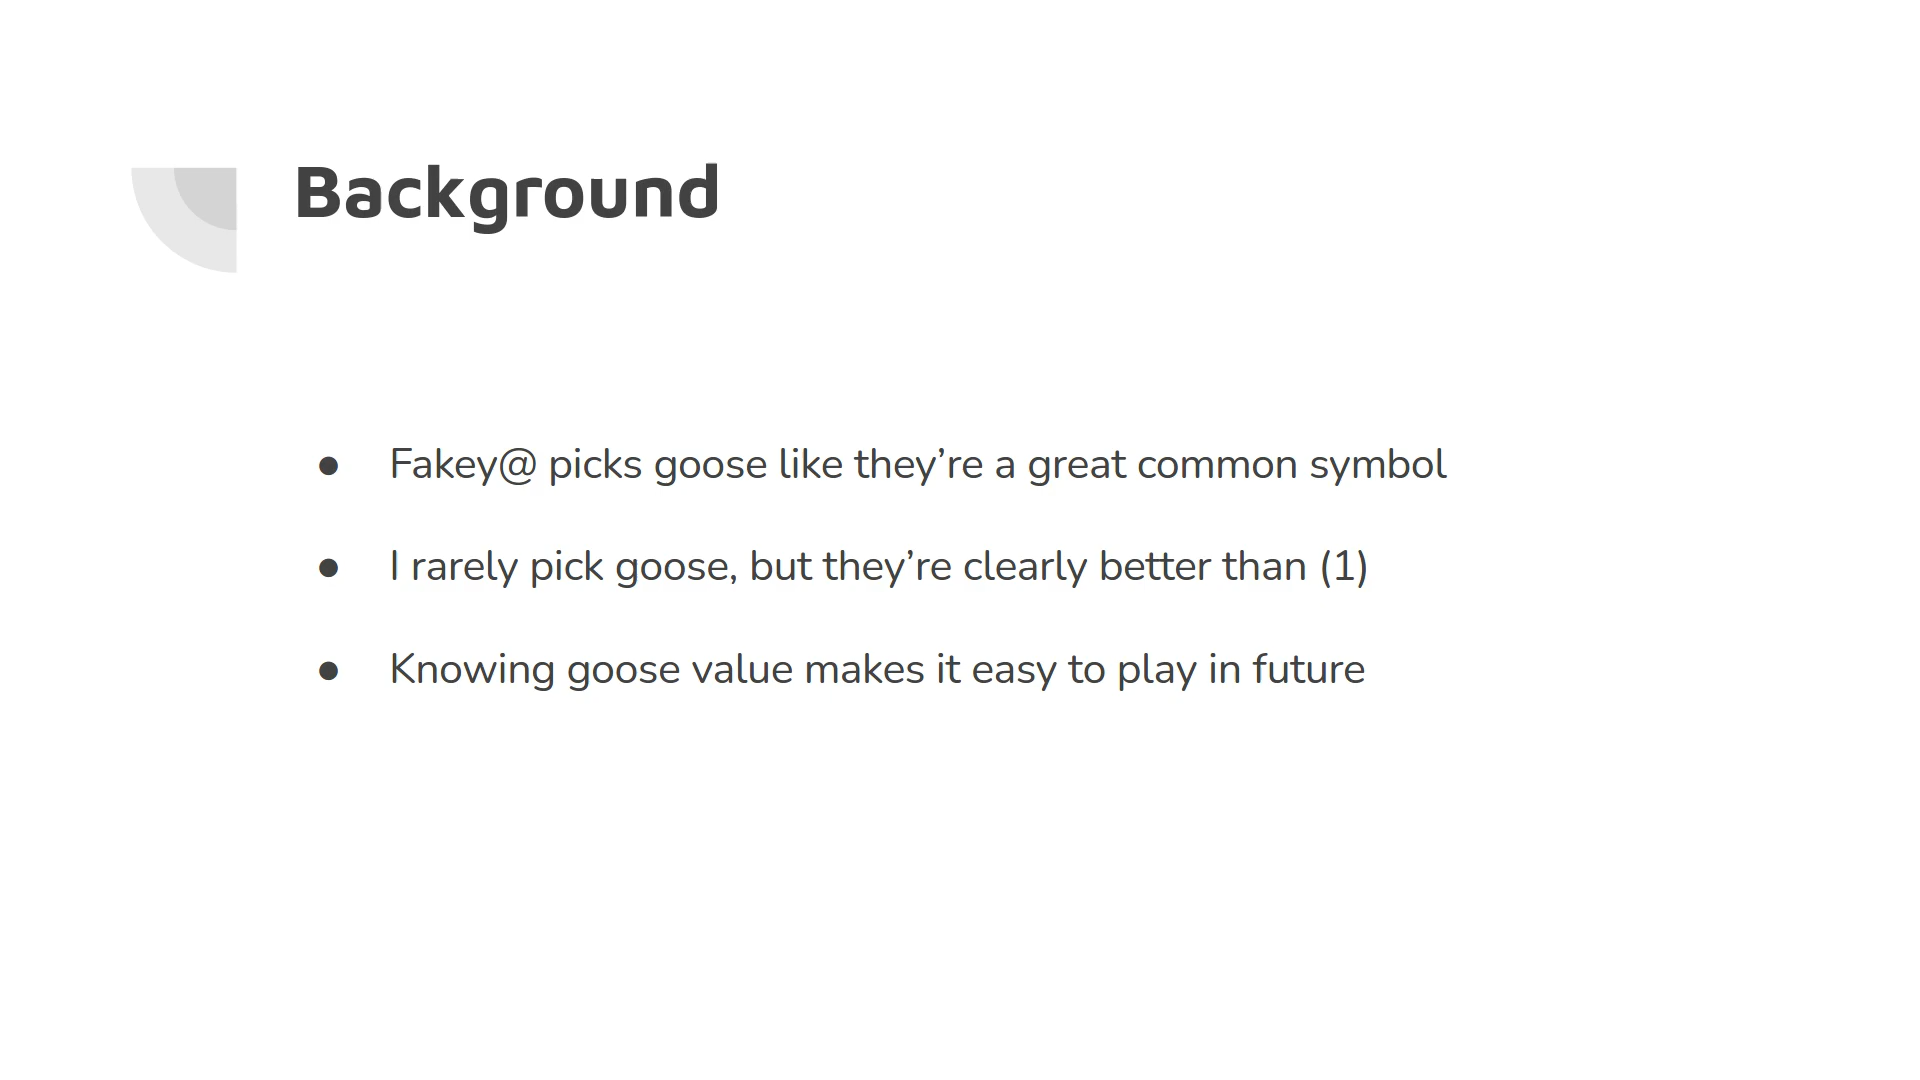 Background
● Fakey@ picks goose like they’re a great common symbol
● I rarely pick goose, but they’re clearly better than (1)
● Knowing goose value makes it easy to play in future